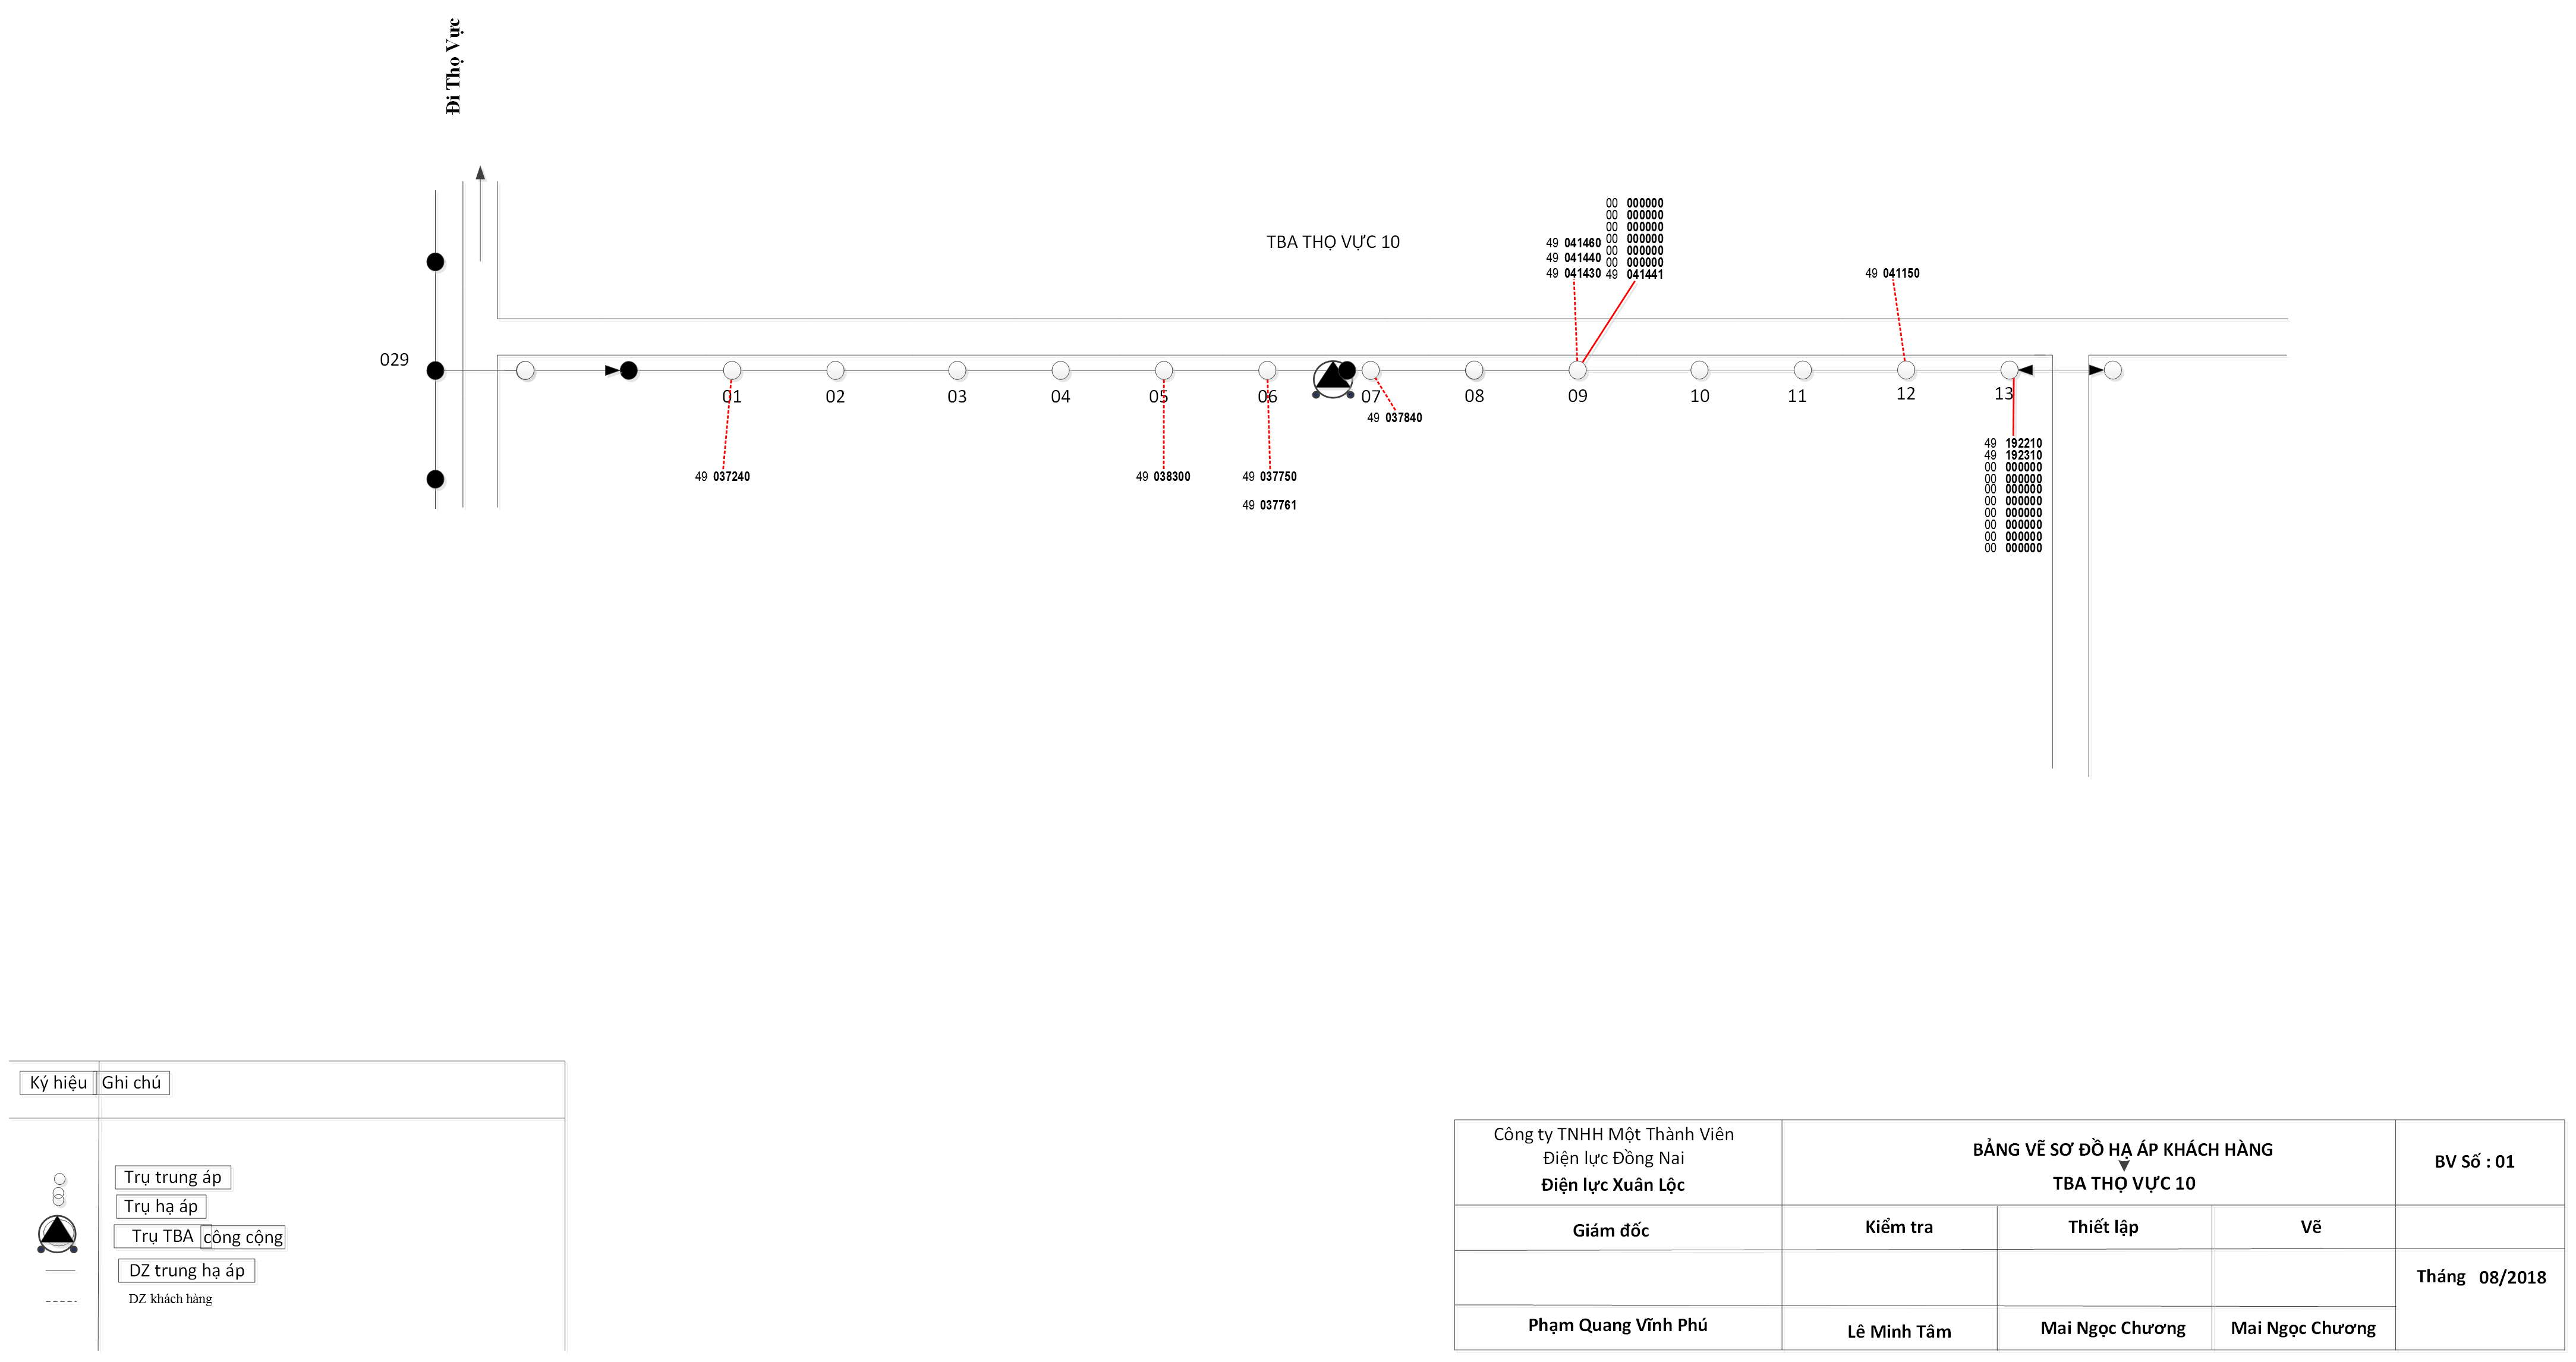 Đi Thọ Vực
TBA THỌ VỰC 10
00 000000
00 000000
00 000000
00 000000
00 000000
00 000000
49 041441
49 041460
49 041440
49 041430
49 041150
029
01
02
03
04
05
06
07
08
09
10
11
12
13
49 037840
49 037240
49 038300
49 037750
49 037761
49 192210
49 192310
00 000000
00 000000
00 000000
00 000000
00 000000
00 000000
00 000000
00 000000
Ký hiệu Ghi chú
Trụ trung áp
Trụ hạ áp
Trụ TBA công cộng
DZ trung hạ áp
DZ khách hàng
Công ty TNHH Một Thành Viên
Điện lực Đồng Nai
Điện lực Xuân Lộc
BẢNG VẼ SƠ ĐỒ HẠ ÁP KHÁCH HÀNG
TBA THỌ VỰC 10
BV Số : 01
Giám đốc
Kiểm tra
Thiết lập
Vẽ
Tháng 08/2018
Phạm Quang Vĩnh Phú
Lê Minh Tâm
Mai Ngọc Chương
Mai Ngọc Chương